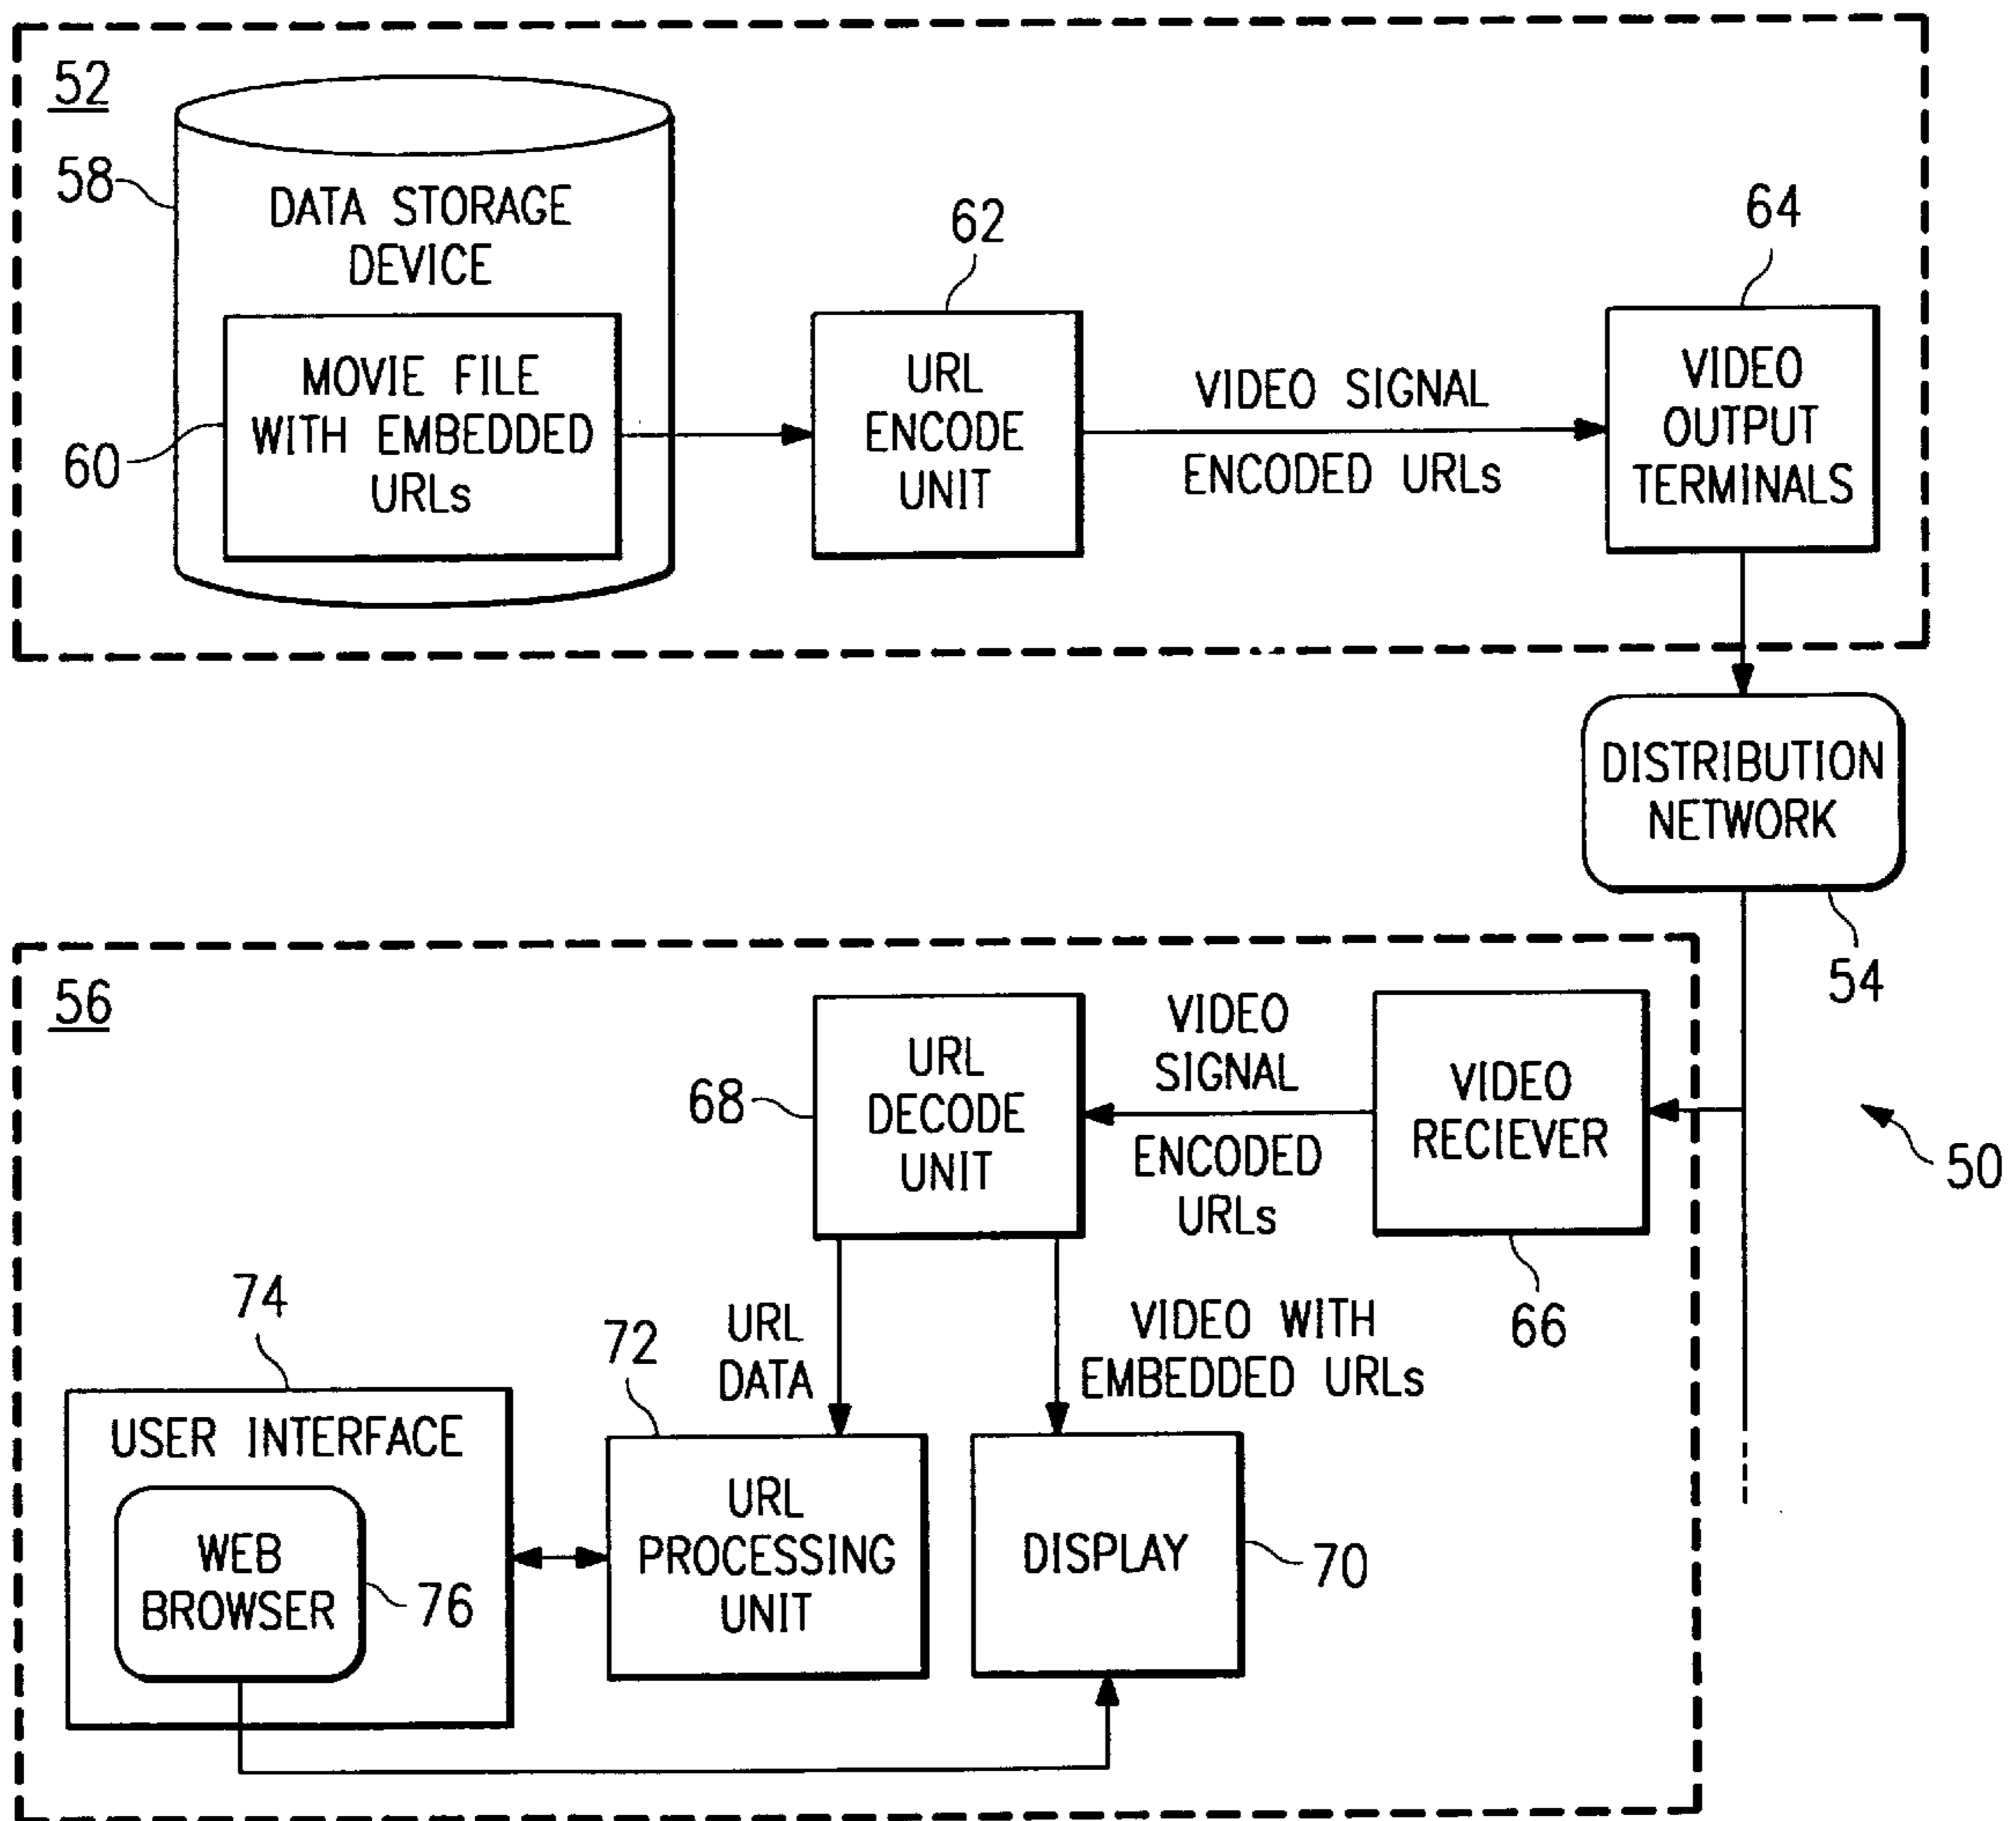 52
58
DATA STORAGE
DEVICE
60
MOVIE FILE
WITH EMBEDDED
URLs
62
URL
ENCODE
UNIT
VIDEO SIGNAL
ENCODED URLs
64
VIDEO
OUTPUT
TERMINALS
DISTRIBUTION
NETWORK
54
56
68
URL
DECODE
UNIT
VIDEO
SIGNAL
ENCODED
URLs
VIDEO
RECIEVER
66
50
URL
DATA
VIDEO WITH
EMBEDDED URLs
74
USER INTERFACE
WEB
BROWSER
76
72
URL
PROCESSING
UNIT
DISPLAY
70